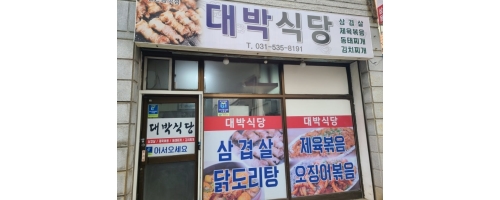 대박식당
삼겹살
제육볶음
동태찌개
김치찌개
T. 031-535-8191
대박식당
어서오세요
대박식당
삼겹살
닭도리탕
대박식당
제육볶음
오징어볶음